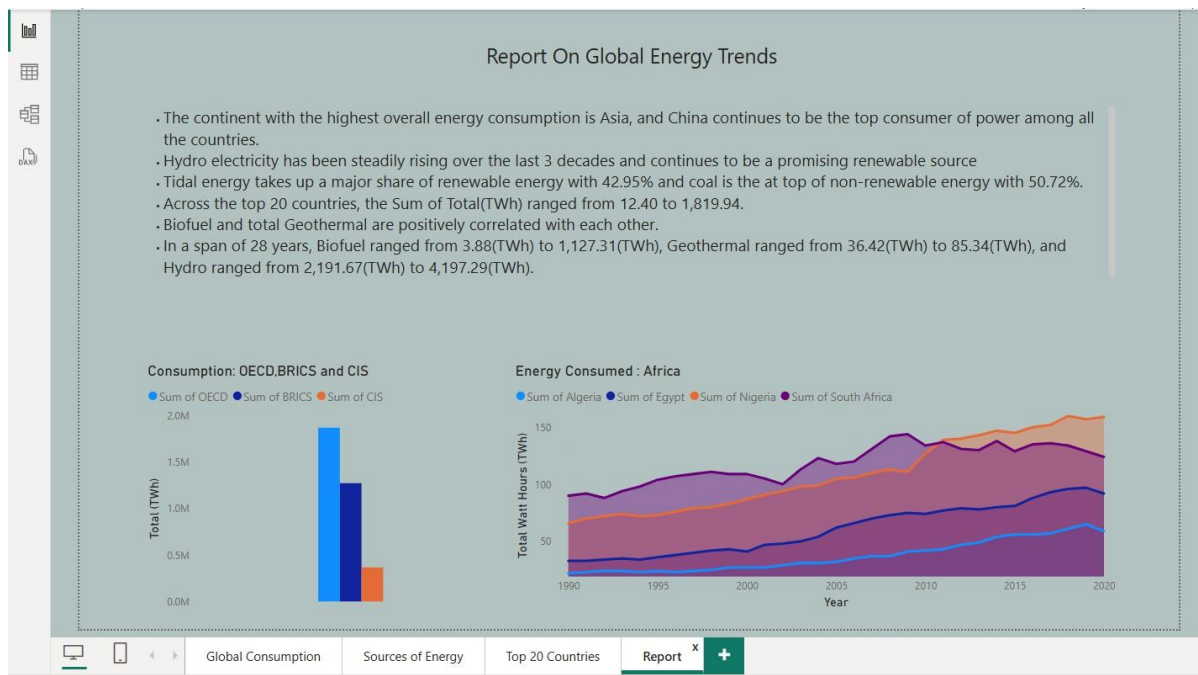 DAX
Report On Global Energy Trends
• The continent with the highest overall energy consumption is Asia, and China continues to be the top consumer of power among all
the countries.
• Hydro electricity has been steadily rising over the last 3 decades and continues to be a promising renewable source
• Tidal energy takes up a major share of renewable energy with 42.95% and coal is the at top of non-renewable energy with 50.72%.
• Across the top 20 countries, the Sum of Total(TWh) ranged from 12.40 to 1,819.94.
• Biofuel and total Geothermal are positively correlated with each other.
• In a span of 28 years, Biofuel ranged from 3.88(TWh) to 1,127.31(TWh), Geothermal ranged from 36.42(TWh) to 85.34(TWh), and
Hydro ranged from 2,191.67(TWh) to 4,197.29(TWh).
Consumption: OECD,BRICS and CIS
Sum of OECD Sum of BRICS Sum of CIS
2.0M
1.5M
1.0M
0.5M
0.0M
Total (TWh)
Energy Consumed : Africa
Sum of Algeria Sum of Egypt Sum of Nigeria Sum of South Africa
150
100
50
Total Watt Hours (TWh)
1990 1995 2000 2005 2010 2015 2020
Year
Global Consumption Sources of Energy Top 20 Countries Report X +